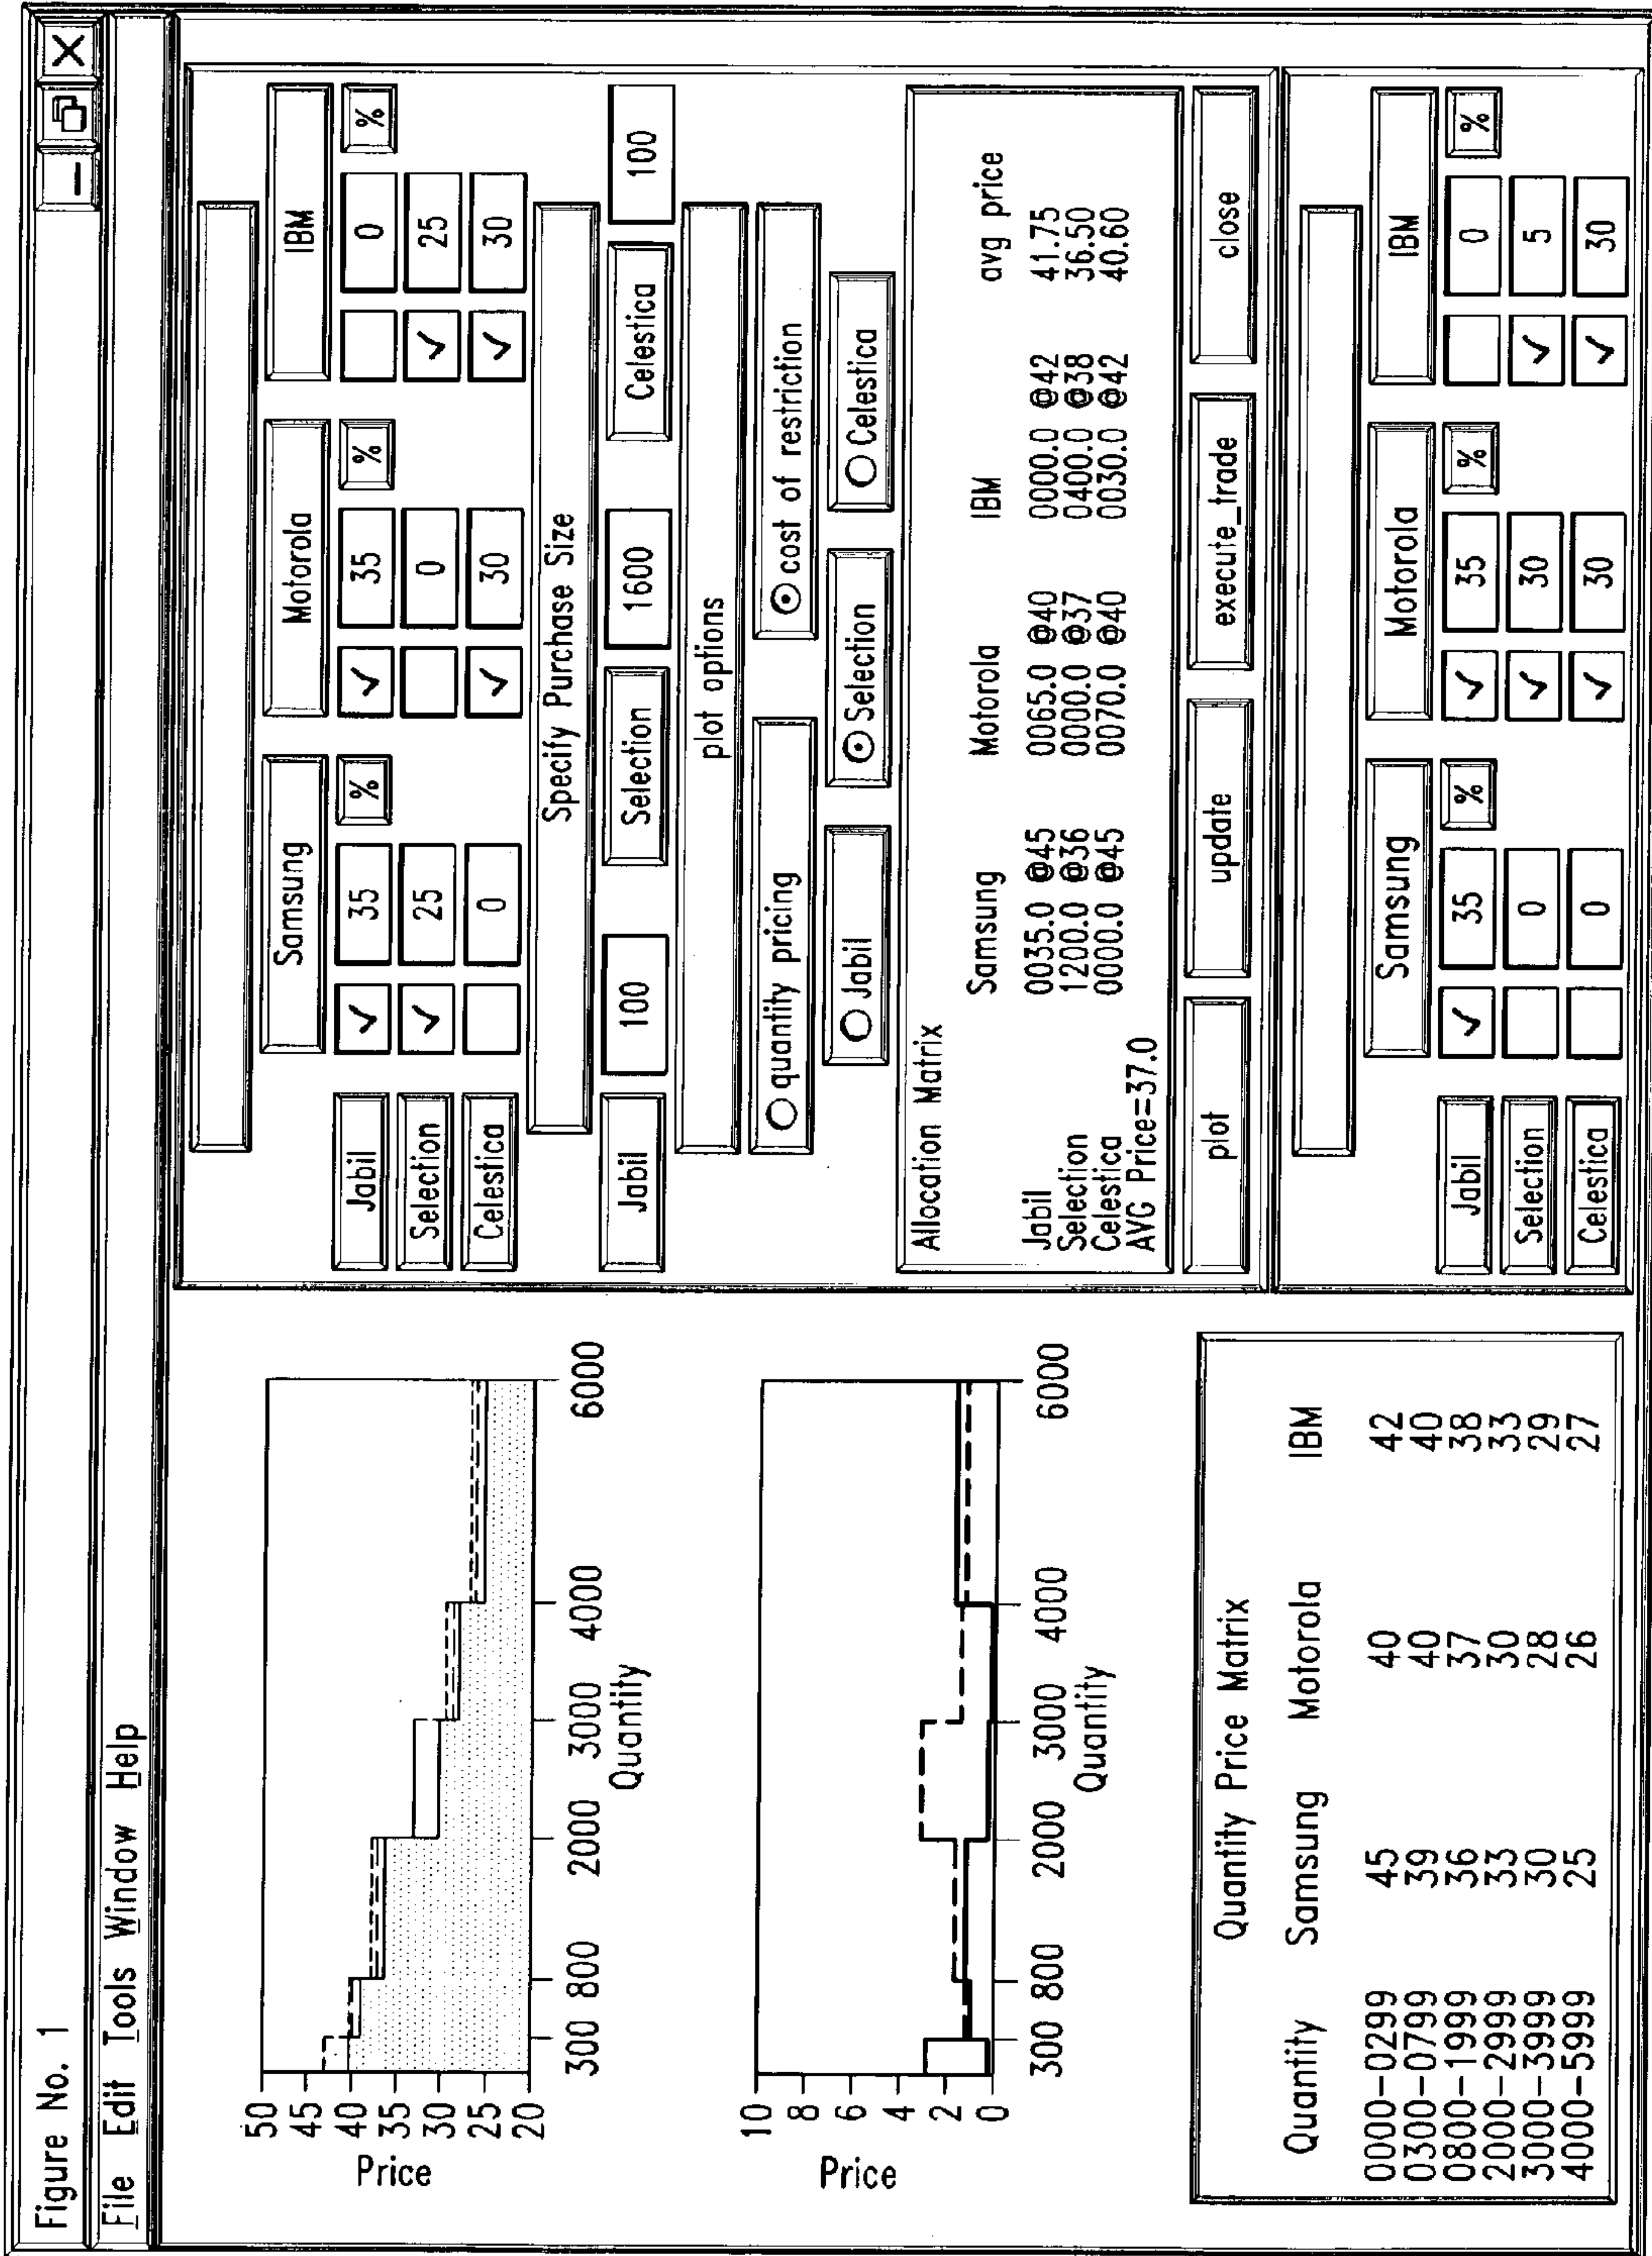 Figure No. 1
File Edit Tools Window Help
50
45
40
35
30
25
20
Price
300 800 2000 3000 4000 6000
Quantity
10
8
6
4
2
0
Price
300 800 2000 3000 4000 6000
Quantity
Quantity Price Matrix
Quantity Samsung Motorola IBM
0000-0299 45 40 42
0300-0799 39 40 40
0800-1999 36 37 38
2000-2999 33 30 33
3000-3999 30 28 29
4000-5999 25 26 27
Samsung Motorola IBM
Jabil ✓ 35 % ✓ 35 % 0 %
Selection ✓ 25 0 ✓ 25
Celestica 0 ✓ 30 ✓ 30
Specify Purchase Size
Jabil 100 Selection 1600 Celestica 100
plot options
quantity pricing cost of restriction
Jabil Selection Celestica
Allocation Matrix
Samsung Motorola IBM avg price
Jabil 0035.0 @45 0065.0 @40 0000.0 @42 41.75
Selection 1200.0 @36 0000.0 @37 0400.0 @38 36.50
Celestica 0000.0 @45 0070.0 @40 0030.0 @42 40.60
AVG Price=37.0
plot update execute_trade close
Samsung Motorola IBM
Jabil ✓ 35 % ✓ 35 % 0 %
Selection 0 ✓ 30 ✓ 5
Celestica 0 ✓ 30 ✓ 30